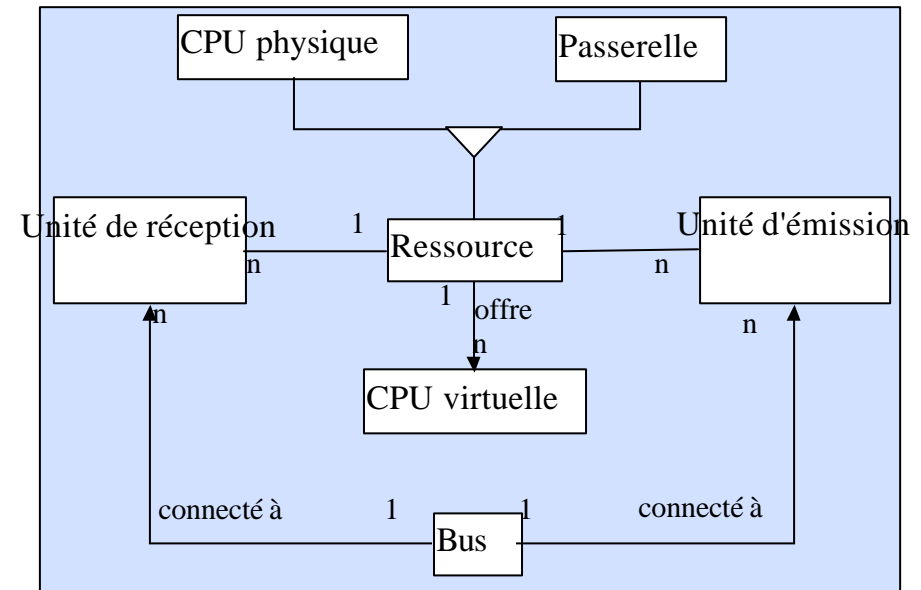 CPU physique
Passerelle
Unité de réception
1
Ressource
1
Unité d'émission
n
n
n
1
offre
n
n
CPU virtuelle
connecté à
1
1
connecté à
Bus